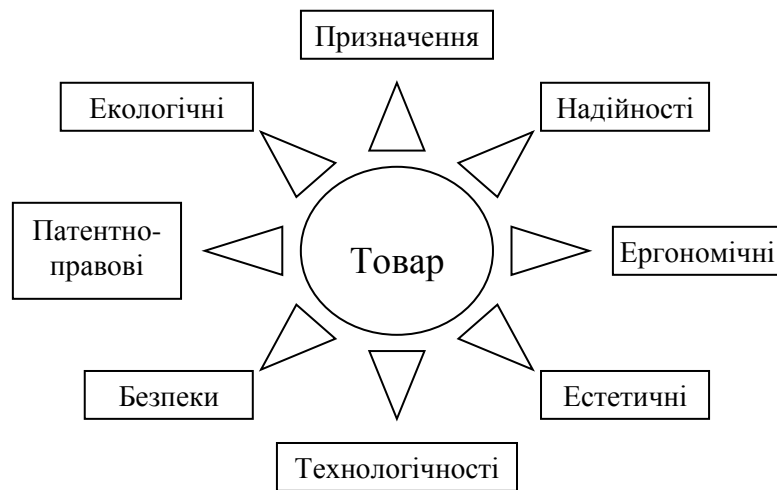 Призначення
Екологічні
Надійності
Патентно-
правові
Товар
Ергономічні
Безпеки
Естетичні
Технологічності